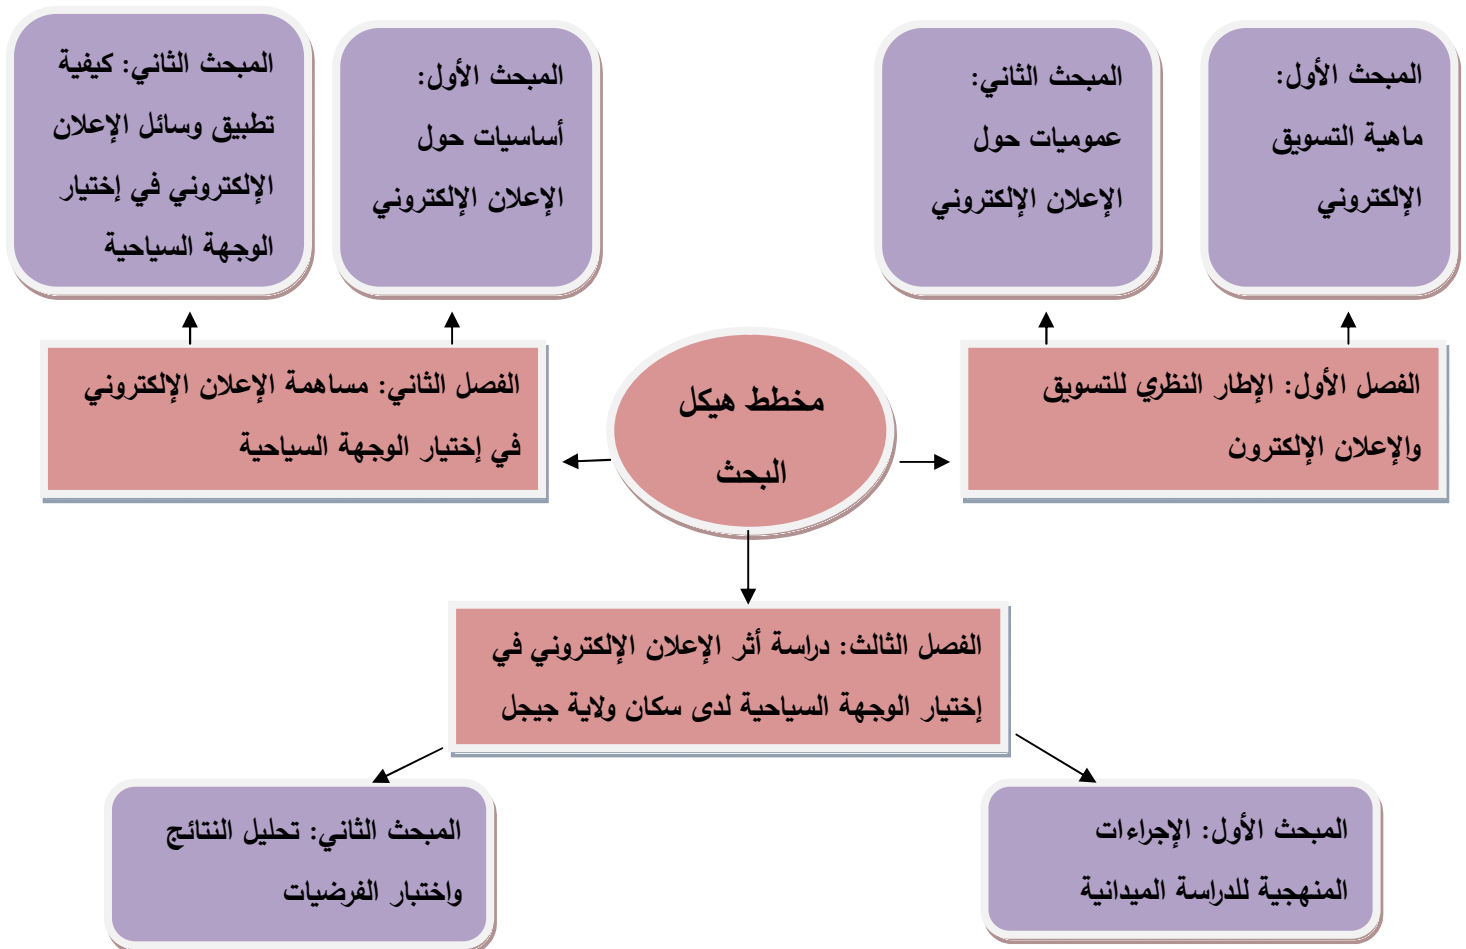 المبحث الأول:
ماهية التسويق
الإلكتروني
المبحث الثاني:
عموميات حول
الإعلان الإلكتروني
المبحث الأول:
أساسيات حول
الإعلان الإلكتروني
المبحث الثاني: كيفية
تطبيق وسائل الإعلان
الإلكتروني في إختيار
الوجهة السياحية
الفصل الأول: الإطار النظري للتسويق
والإعلان الإلكترون
مخطط هيكل
البحث
الفصل الثاني: مساهمة الإعلان الإلكتروني
في إختيار الوجهة السياحية
الفصل الثالث: دراسة أثر الإعلان الإلكتروني في
إختيار الوجهة السياحية لدى سكان ولاية جيجل
المبحث الأول: الإجراءات
المنهجية للدراسة الميدانية
المبحث الثاني: تحليل النتائج
واختبار الفرضيات